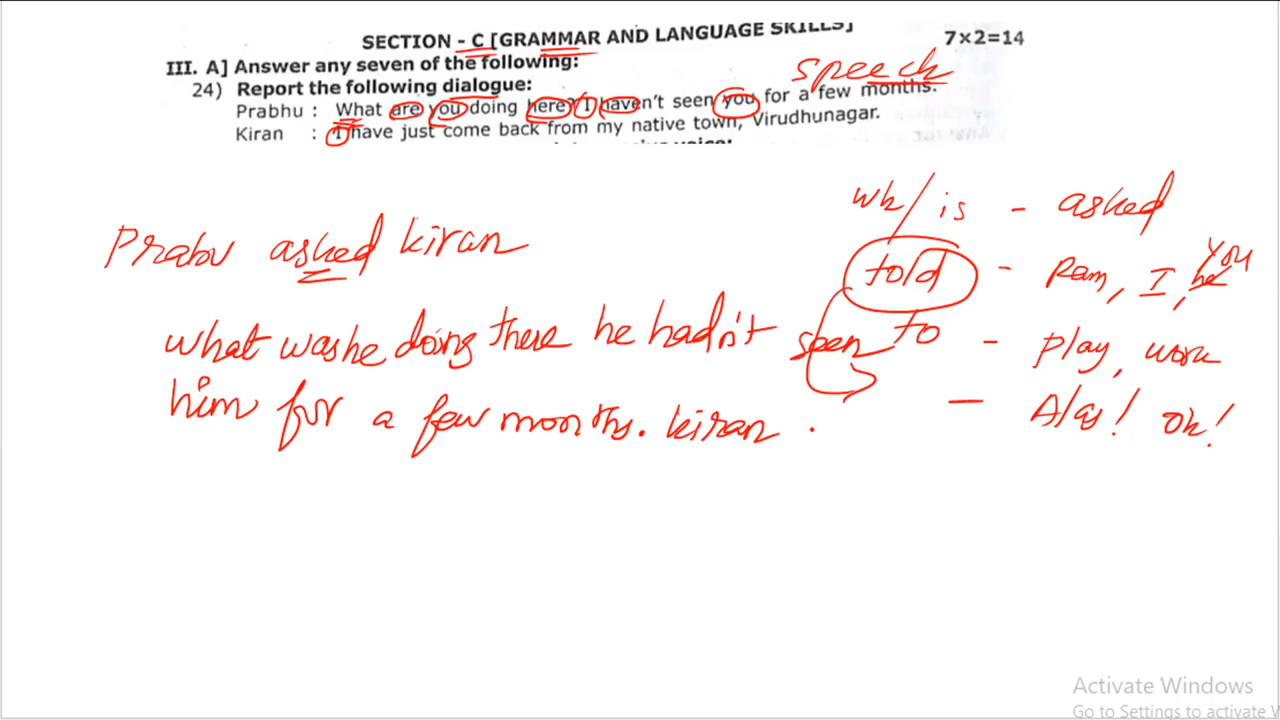 SECTION - C [GRAMMAR AND LANGUAGE SKILLS]
7×2=14
III. A] Answer any seven of the following:
24) Report the following dialogue:
speech
Prabhu : What are you doing here? I haven't seen you for a few months.
Kiran : I have just come back from my native town, Virudhunagar.
wh/is - asked
Prabu asked kiran
told - Ram, I, he you
what was he doing there he hadn't seen
to - play, work
him for a few months. kiran
- Alas! Oh!
Activate Windows
Go to Settings to activate